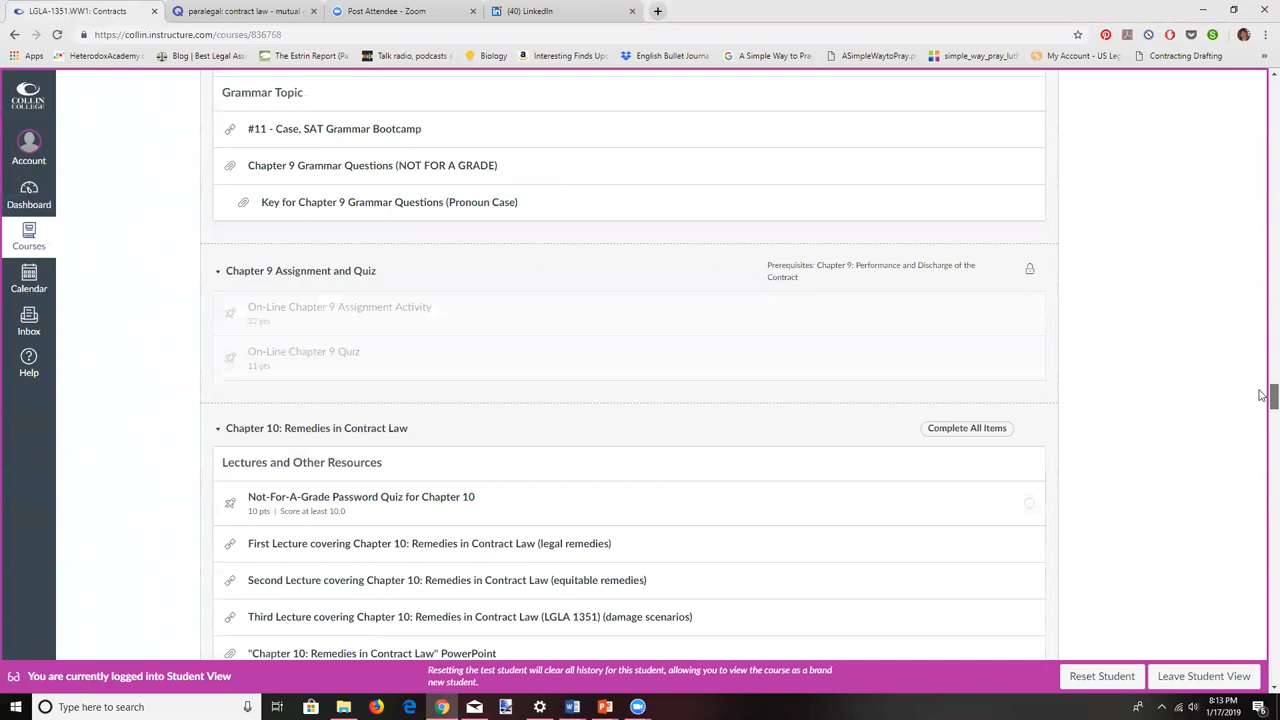 LGLA-1351.WW1: Contracts
paralegal: contract law - mutual
Post Attendee - Zoom
(40) LinkedIn
https://collin.instructure.com/courses/836768
Apps
HeterodoxAcademy
Blog | Best Legal Ass
The Estrin Report (Pa
Talk radio, podcasts
Biology
Interesting Finds Up
English Bullet Journa
A Simple Way to Pra
ASimpleWaytoPray
simple_way_pray_luth
My Account - US Leg
Contracting Drafting
COLLIN
COLLEGE
Account
Dashboard
Courses
Calendar
Inbox
Help
Grammar Topic
#11 - Case, SAT Grammar Bootcamp
Chapter 9 Grammar Questions (NOT FOR A GRADE)
Key for Chapter 9 Grammar Questions (Pronoun Case)
Chapter 9 Assignment and Quiz
Prerequisites: Chapter 9: Performance and Discharge of the
Contract
On-Line Chapter 9 Assignment Activity
32 pts
On-Line Chapter 9 Quiz
11 pts
Chapter 10: Remedies in Contract Law
Complete All Items
Lectures and Other Resources
Not-For-A-Grade Password Quiz for Chapter 10
10 pts | Score at least 10.0
First Lecture covering Chapter 10: Remedies in Contract Law (legal remedies)
Second Lecture covering Chapter 10: Remedies in Contract Law (equitable remedies)
Third Lecture covering Chapter 10: Remedies in Contract Law (LGLA 1351) (damage scenarios)
"Chapter 10: Remedies in Contract Law" PowerPoint
You are currently logged into Student View
Resetting the test student will clear all history for this student, allowing you to view the course as a brand
new student.
Reset Student
Leave Student View
Type here to search
8:13 PM
1/17/2019